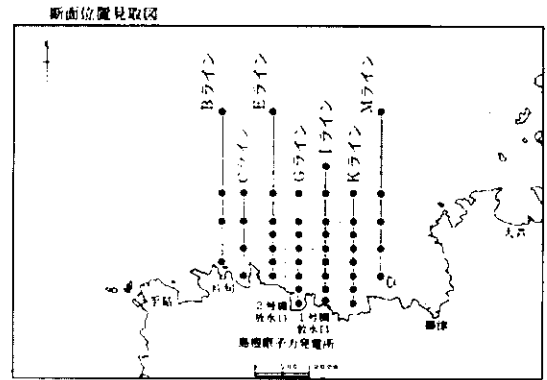 断面位置見取図
Bライン
Cライン
Eライン
Gライン
Iライン
Kライン
Mライン
片句
手結
2号機
放水口
1号機
放水口
島根原子力発電所
御津